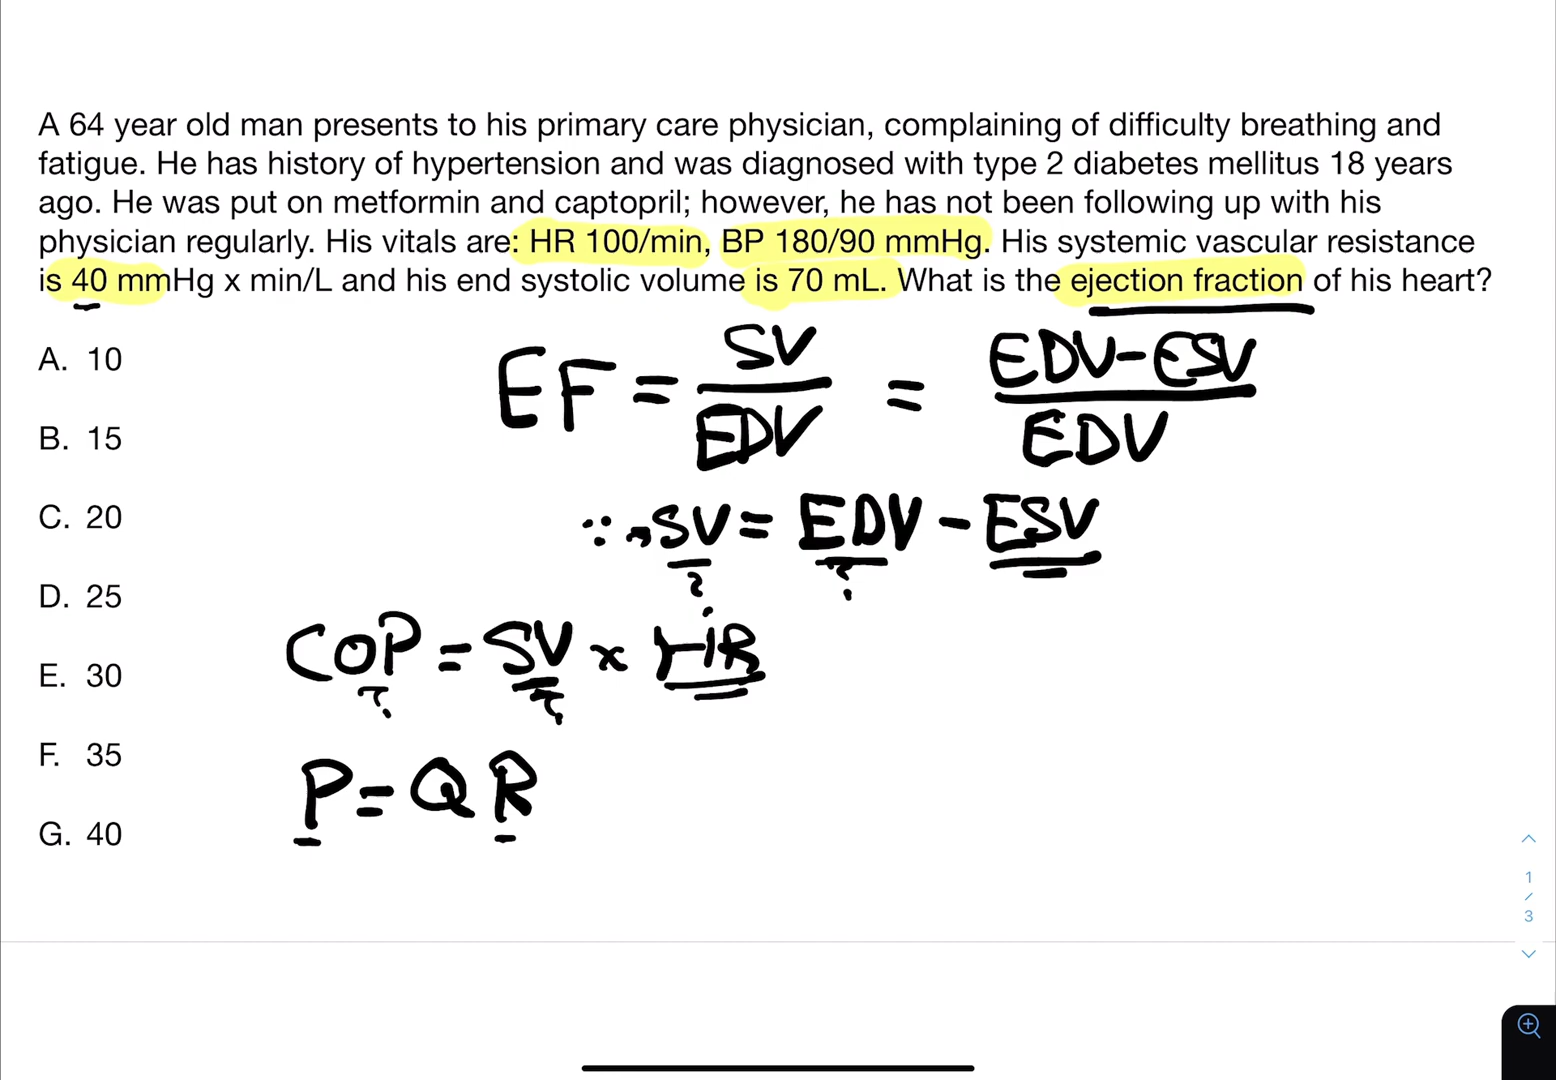 A 64 year old man presents to his primary care physician, complaining of difficulty breathing and
fatigue. He has history of hypertension and was diagnosed with type 2 diabetes mellitus 18 years
ago. He was put on metformin and captopril; however, he has not been following up with his
physician regularly. His vitals are: HR 100/min, BP 180/90 mmHg. His systemic vascular resistance
is 40 mmHg x min/L and his end systolic volume is 70 mL. What is the ejection fraction of his heart?
A. 10
B. 15
C. 20
D. 25
E. 30
F. 35
G. 40
EF = SV / EDV = EDV - ESV / EDV
∵ SV = EDV - ESV
? ?
COP = SV x HR
? ?
P = Q R
1
/
3